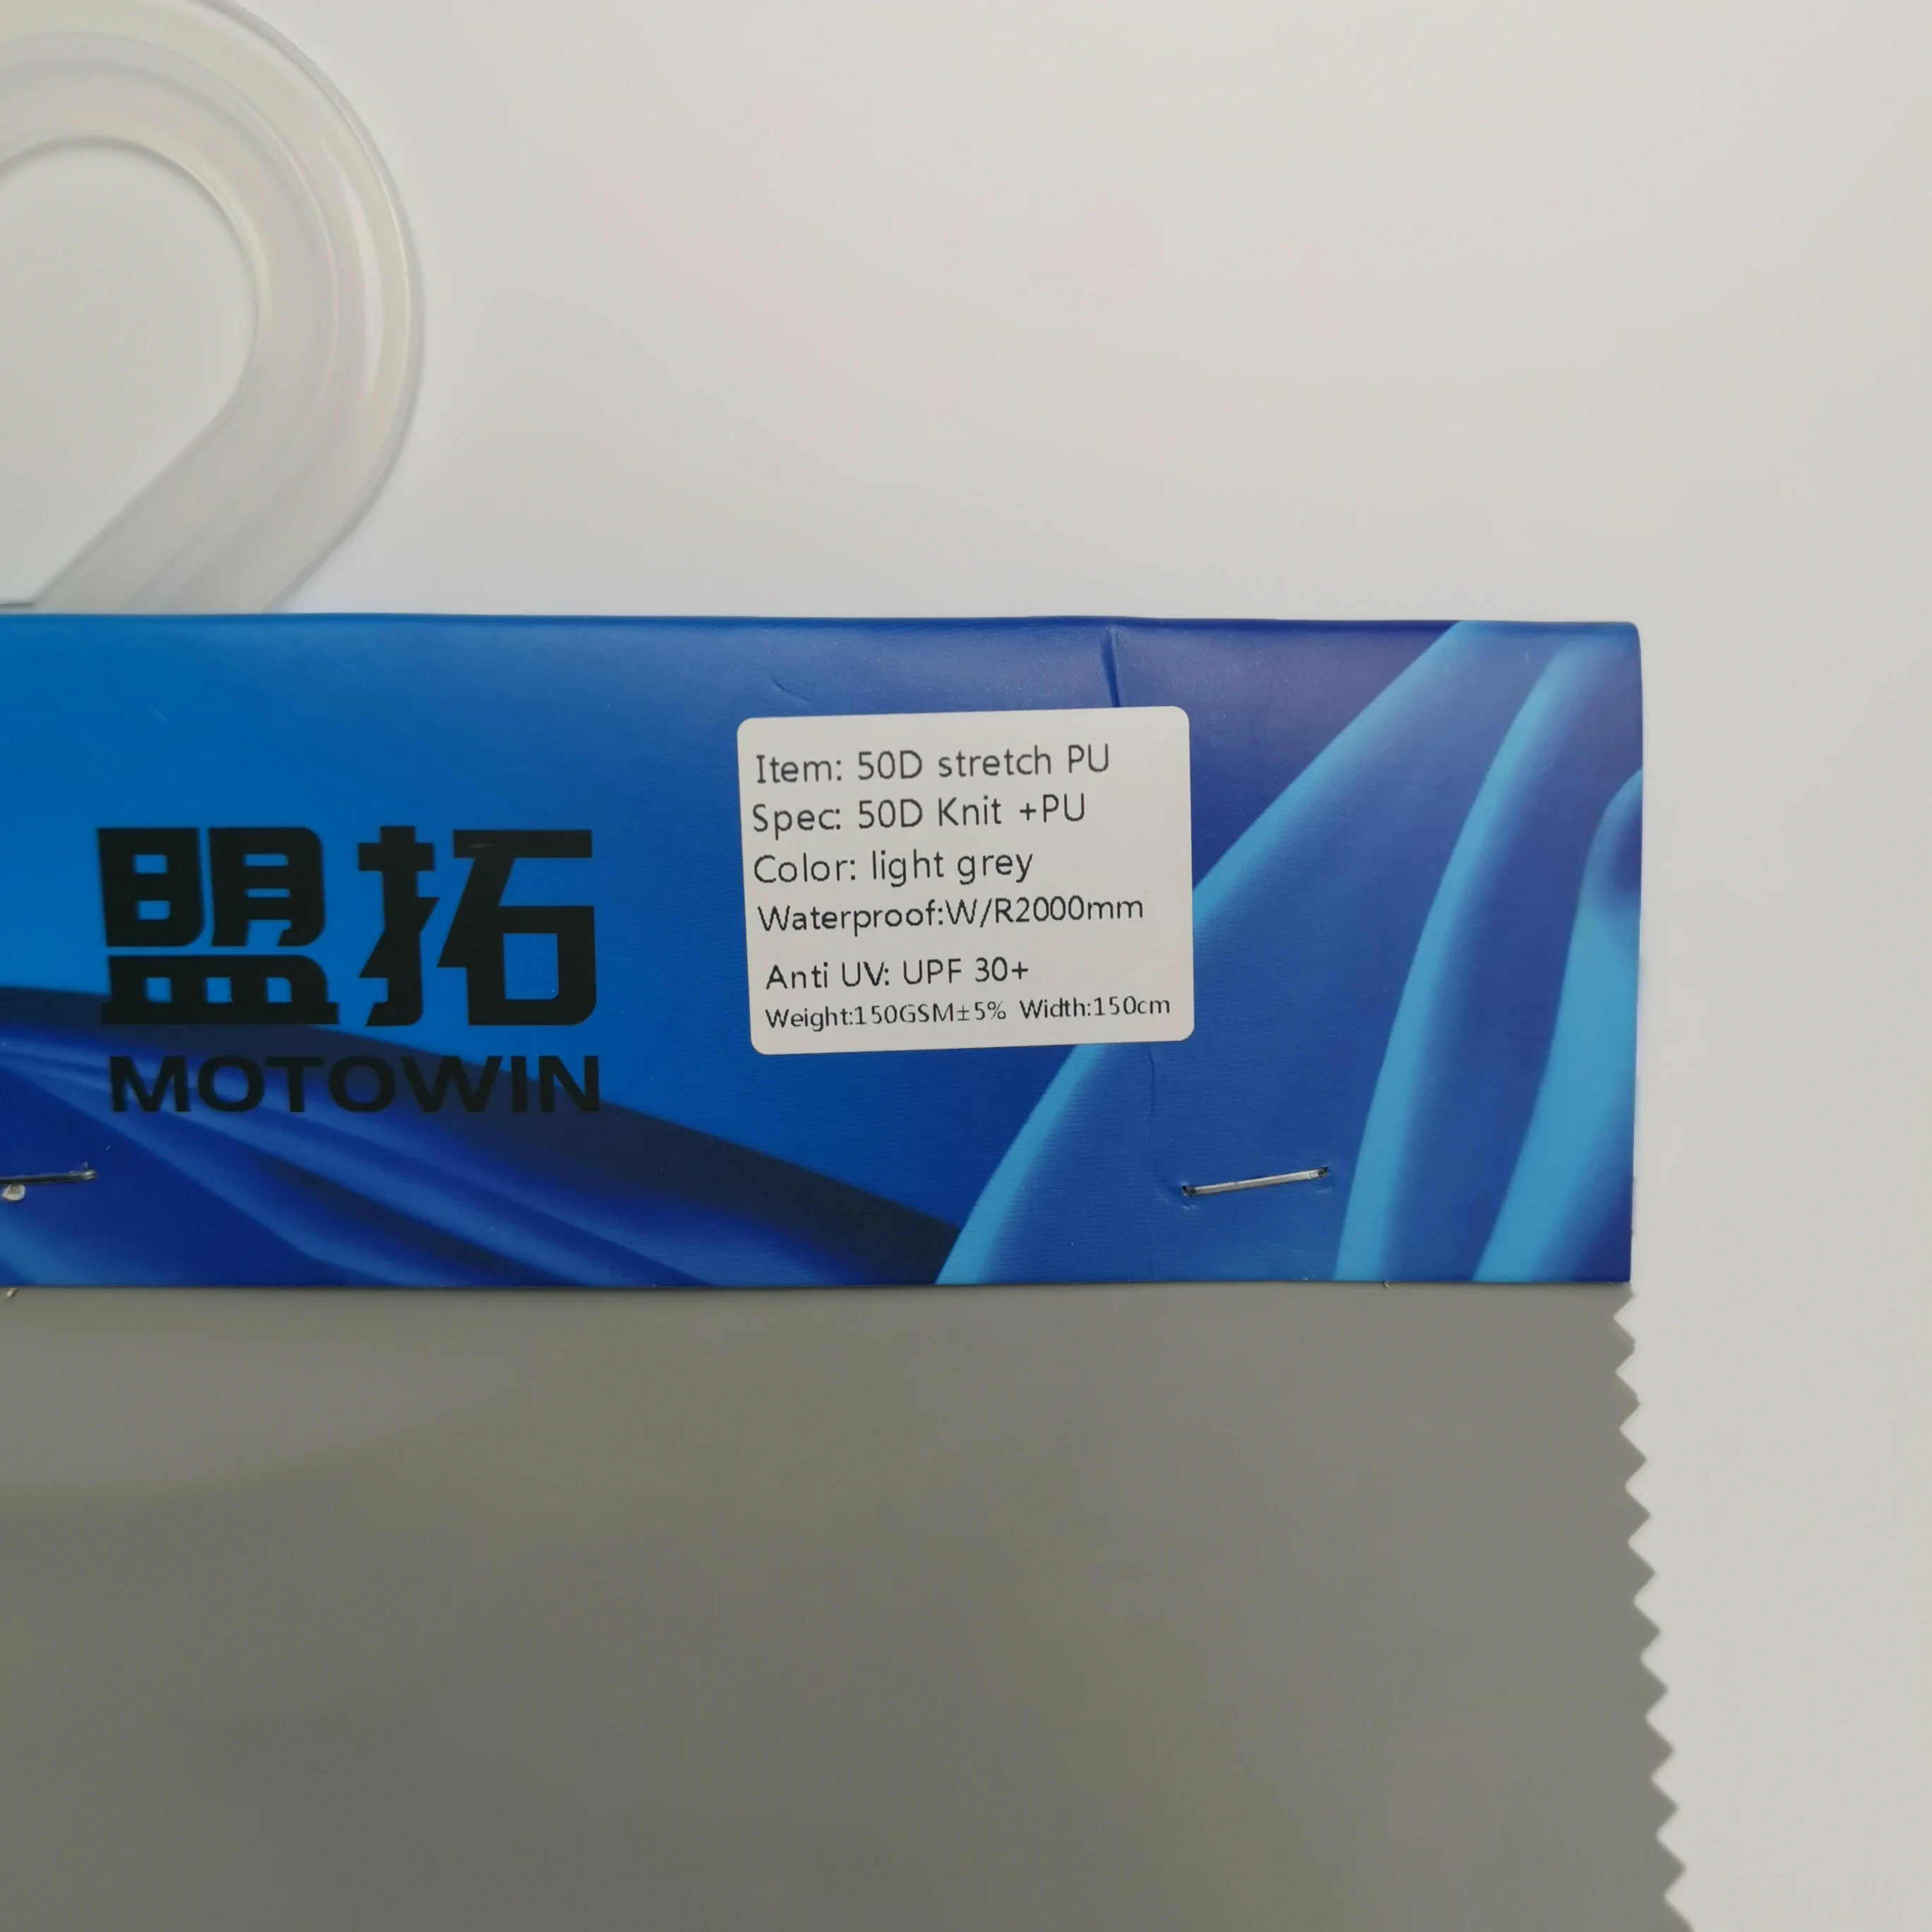 盟拓
MOTOWIN
Item: 50D stretch PU
Spec: 50D Knit +PU
Color: light grey
Waterproof:W/R2000mm
Anti UV: UPF 30+
Weight:150GSM±5% Width:150cm